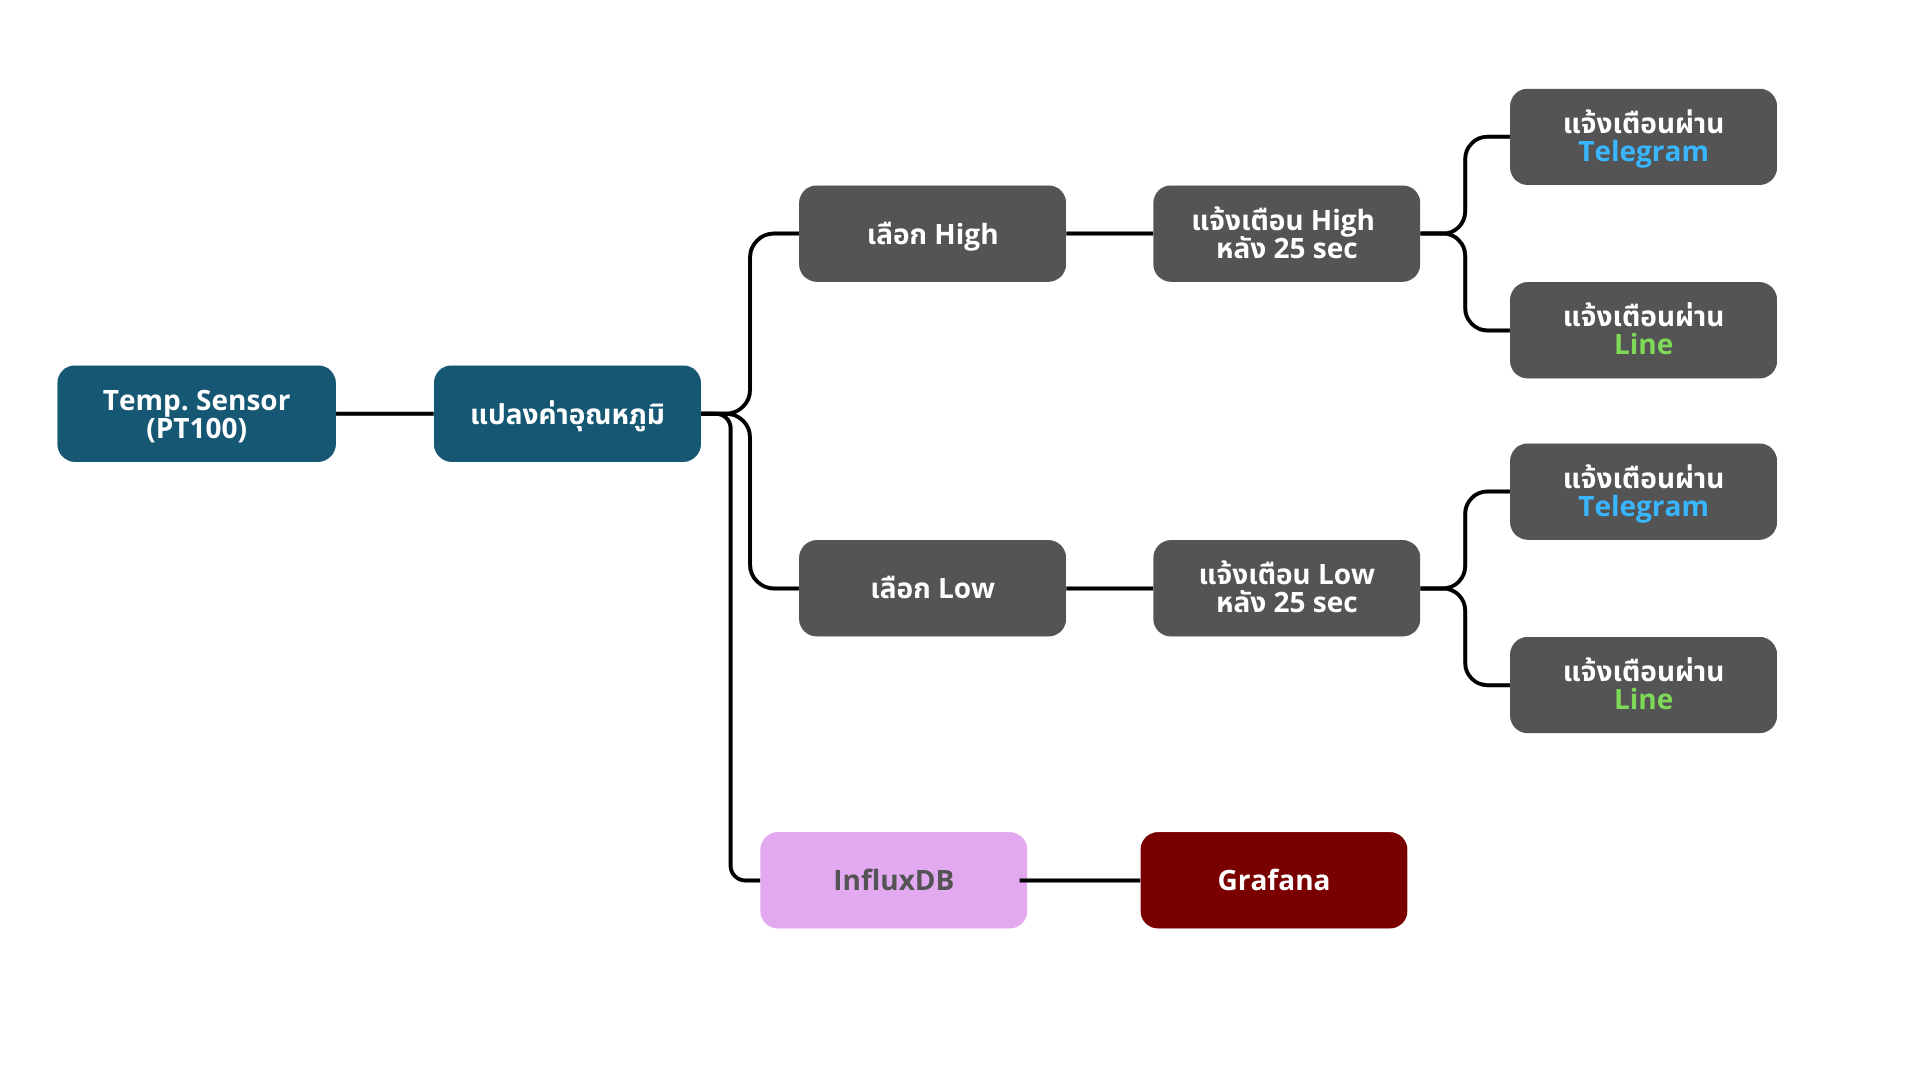 Temp. Sensor
(PT100)
แปลงค่าอุณหภูมิ
เลือก High
แจ้งเตือน High
หลัง 25 sec
แจ้งเตือนผ่าน
Telegram
แจ้งเตือนผ่าน
Line
เลือก Low
แจ้งเตือน Low
หลัง 25 sec
แจ้งเตือนผ่าน
Telegram
แจ้งเตือนผ่าน
Line
InfluxDB
Grafana